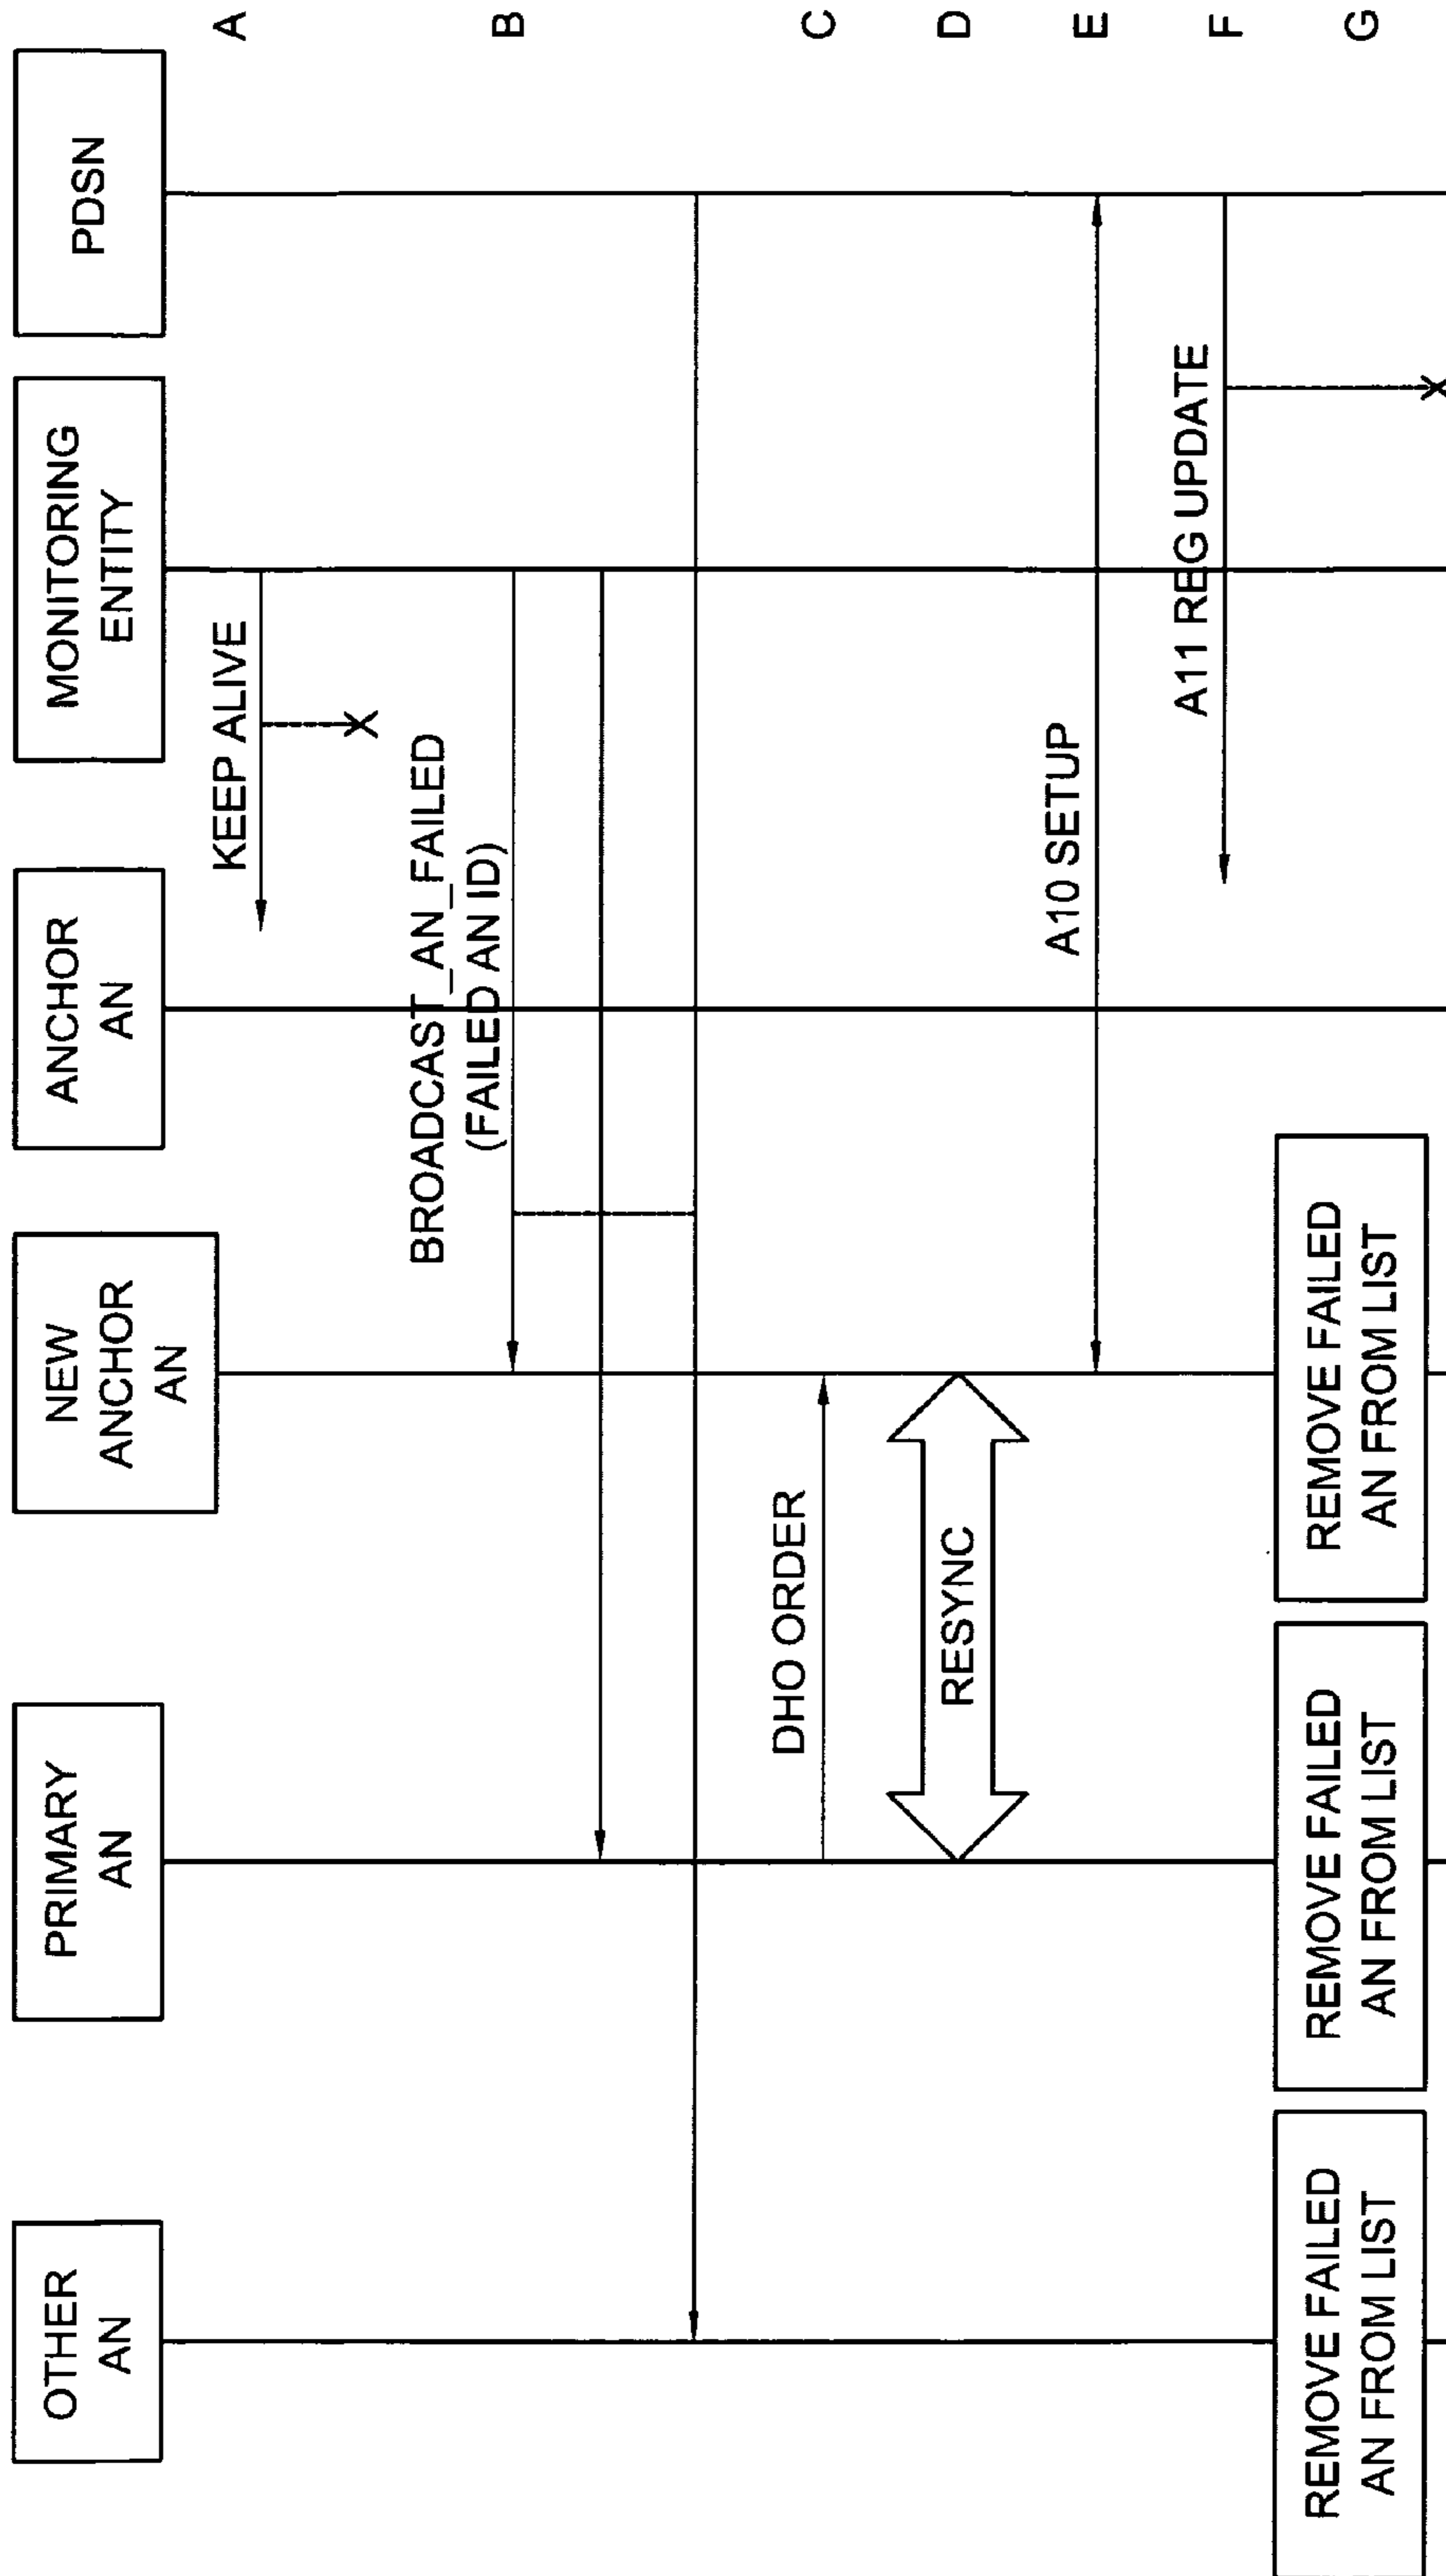 OTHER
AN
PRIMARY
AN
NEW
ANCHOR
AN
ANCHOR
AN
MONITORING
ENTITY
PDSN
KEEP ALIVE
A
BROADCAST_AN_FAILED
(FAILED AN ID)
B
DHO ORDER
C
RESYNC
D
A10 SETUP
E
A11 REG UPDATE
F
REMOVE FAILED
AN FROM LIST
REMOVE FAILED
AN FROM LIST
REMOVE FAILED
AN FROM LIST
G